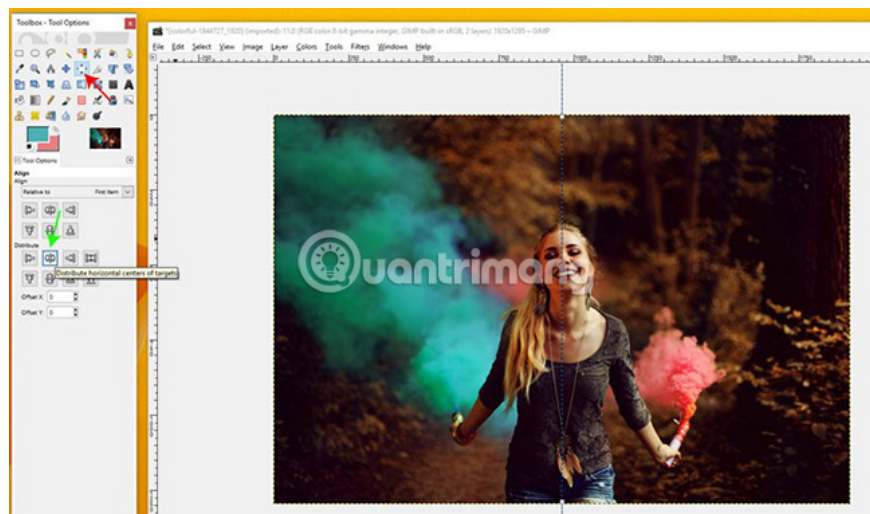 Toolbox - Tool Options
*[colorful-1844727_1920] (imported)-11.0 (RGB color 8-bit gamma integer, GIMP built-in sRGB, 2 layers) 1920x1295 – GIMP
File Edit Select View Image Layer Colors Tools Filters Windows Help
Tool Options
Align
Align
Relative to First item
Distribute
Distribute horizontal centers of targets
Offset X: 0
Offset Y: 0
Quantrimang